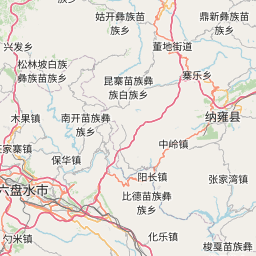 姑开彝族苗
族乡
鼎新彝族苗
族乡
兴发乡
董地街道
松林坡白族
彝族苗族乡
寨乐乡
昆寨苗族彝
族白族乡
纳雍县
木果镇
南开苗族彝
族乡
中岭镇
保华镇
张家湾镇
阳长镇
六盘水市
比德苗族彝
族乡
化乐镇
勺米镇
梭戛苗族彝
族乡